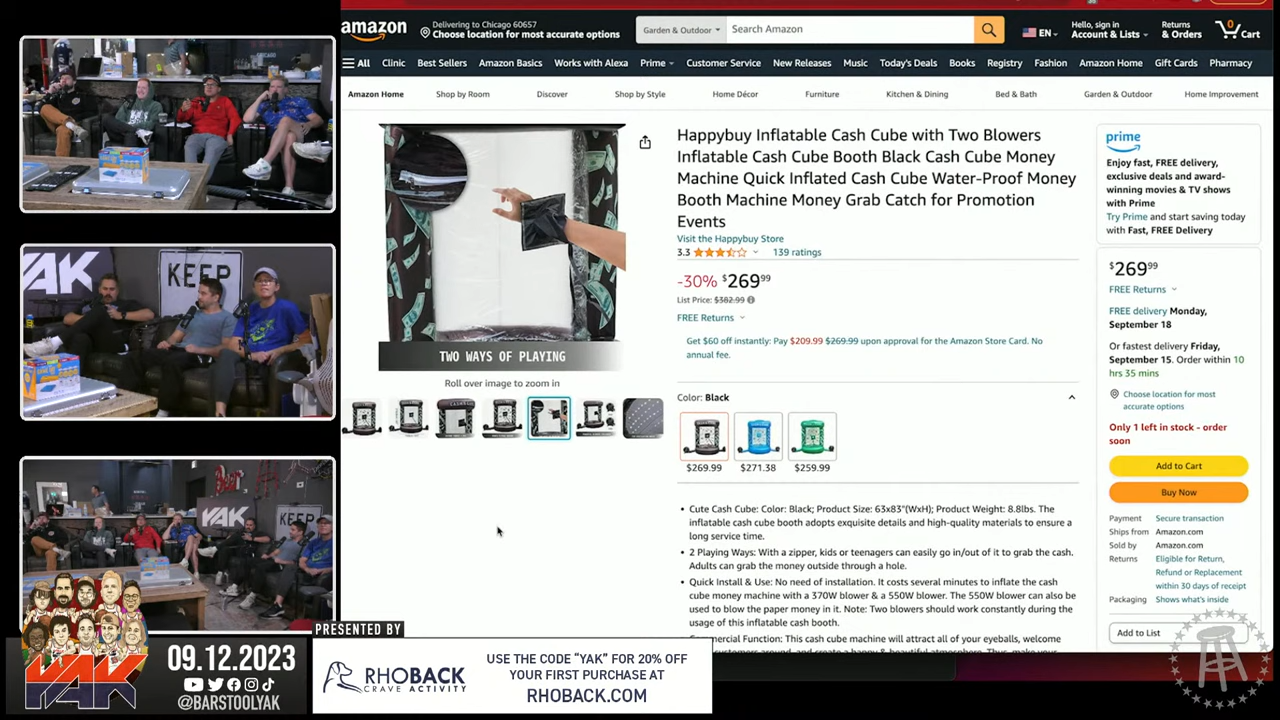 amazon
Delivering to Chicago 60657
Choose location for most accurate options
Garden & Outdoor
Search Amazon
EN
Hello, sign in
Account & Lists
Returns
& Orders
0
Cart
All
Clinic
Best Sellers
Amazon Basics
Works with Alexa
Prime
Customer Service
New Releases
Music
Today's Deals
Books
Registry
Fashion
Amazon Home
Gift Cards
Pharmacy
Amazon Home
Shop by Room
Discover
Shop by Style
Home Décor
Furniture
Kitchen & Dining
Bed & Bath
Garden & Outdoor
Home Improvement
TWO WAYS OF PLAYING
Roll over image to zoom in
Happybuy Inflatable Cash Cube with Two Blowers
Inflatable Cash Cube Booth Black Cash Cube Money
Machine Quick Inflated Cash Cube Water-Proof Money
Booth Machine Money Grab Catch for Promotion
Events
Visit the Happybuy Store
3.3
139 ratings
-30% $26999
List Price: $382.99
FREE Returns
Get $60 off instantly: Pay $209.99 $269.99 upon approval for the Amazon Store Card. No
annual fee.
Color: Black
$269.99
$271.38
$259.99
• Cute Cash Cube: Color: Black; Product Size: 63x83"(WxH); Product Weight: 8.8lbs. The
inflatable cash cube booth adopts exquisite details and high-quality materials to ensure a
long service time.
• 2 Playing Ways: With a zipper, kids or teenagers can easily go in/out of it to grab the cash.
Adults can grab the money outside through a hole.
• Quick Install & Use: No need of installation. It costs several minutes to inflate the cash
cube money machine with a 370W blower & a 550W blower. The 550W blower can also be
used to blow the paper money in it. Note: Two blowers should work constantly during the
usage of this inflatable cash booth.
Commercial Function: This cash cube machine will attract all of your eyeballs, welcome
prime
Enjoy fast, FREE delivery,
exclusive deals and award-
winning movies & TV shows
with Prime
Try Prime and start saving today
with Fast, FREE Delivery
$26999
FREE Returns
FREE delivery Monday,
September 18
Or fastest delivery Friday,
September 15. Order within 10
hrs 35 mins
Choose location for most
accurate options
Only 1 left in stock - order
soon
Add to Cart
Buy Now
Payment
Secure transaction
Ships from
Amazon.com
Sold by
Amazon.com
Returns
Eligible for Return,
Refund or Replacement
within 30 days of receipt
Packaging
Shows what's inside
Add to List
YAK
KEEP
YAK
KEEP
YAK
09.12.2023
@BARSTOOLYAK
PRESENTED BY
RHOBACK
CRAVE ACTIVITY
USE THE CODE "YAK" FOR 20% OFF
YOUR FIRST PURCHASE AT
RHOBACK.COM